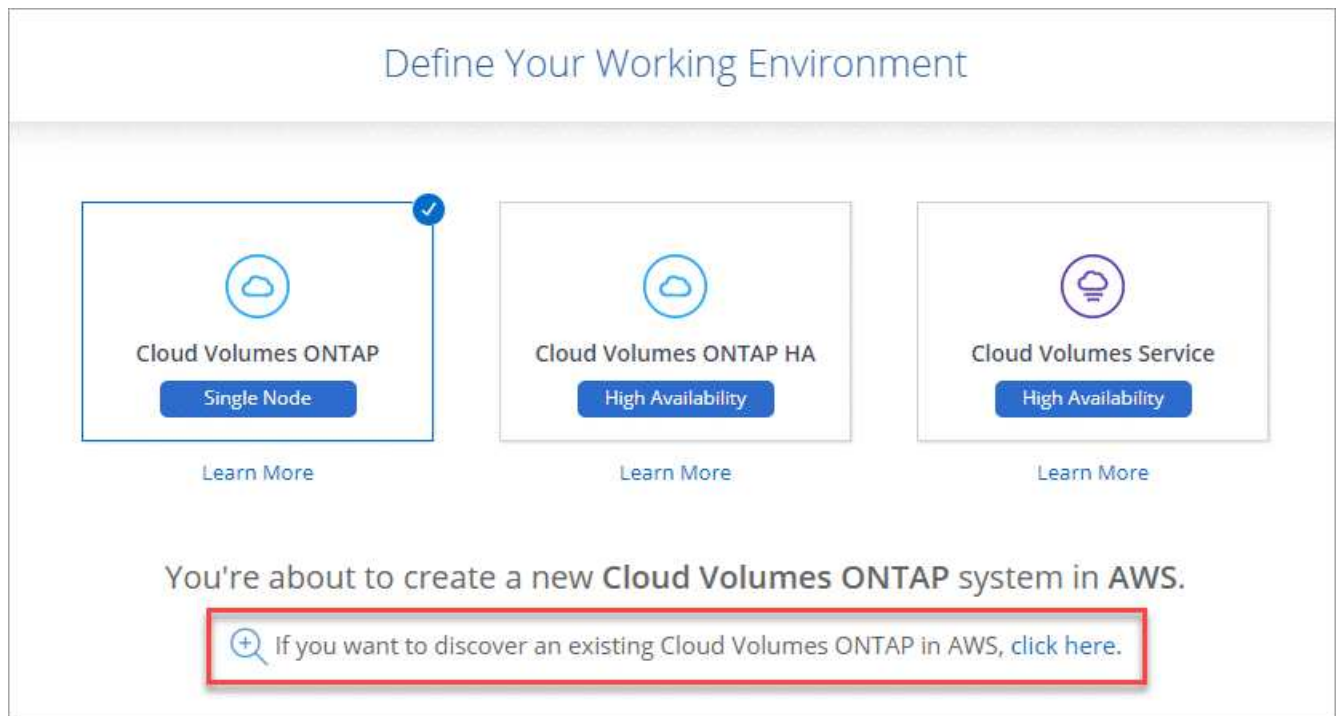 Define Your Working Environment
Cloud Volumes ONTAP
Single Node
Learn More
Cloud Volumes ONTAP HA
High Availability
Learn More
Cloud Volumes Service
High Availability
Learn More
You're about to create a new Cloud Volumes ONTAP system in AWS.
If you want to discover an existing Cloud Volumes ONTAP in AWS, click here.